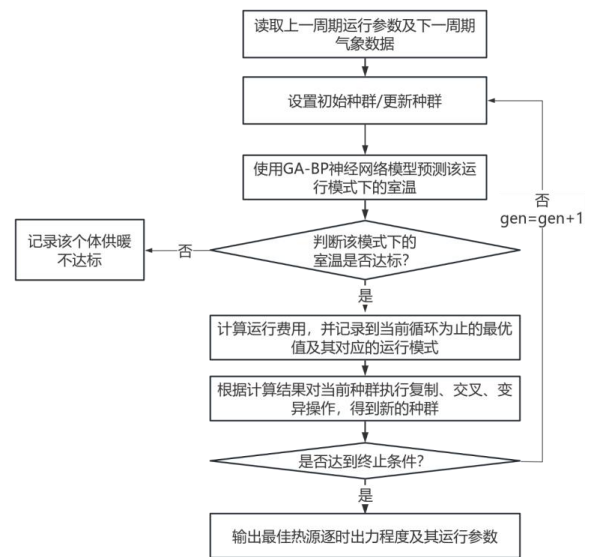 读取上一周期运行参数及下一周期
气象数据
设置初始种群/更新种群
使用GA-BP神经网络模型预测该运
行模式下的室温
否
gen=gen+1
判断该模式下的
室温是否达标?
否
记录该个体供暖
不达标
是
计算运行费用，并记录到当前循环为止的最优
值及其对应的运行模式
根据计算结果对当前种群执行复制、交叉、变
异操作，得到新的种群
是否达到终止条件?
是
输出最佳热源逐时出力程度及其运行参数